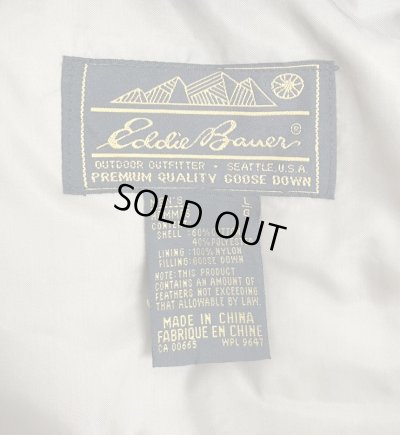 Eddie Bauer®
OUTDOOR OUTFITTER • SEATTLE, U.S.A.
PREMIUM QUALITY GOOSE DOWN
L
SOLD OUT
SHELL: 60%
40% POLYES
LINING: 100% NYLON
FILLING: GOOSE DOWN
NOTE THIS PRODUCT
CONTAINS AN AMOUNT OF
FEATHERS NOT EXCEEDING
THAT ALLOWABLE BY LAW.
MADE IN CHINA
FABRIQUE EN CHINE
CA 00665 WPL 9647